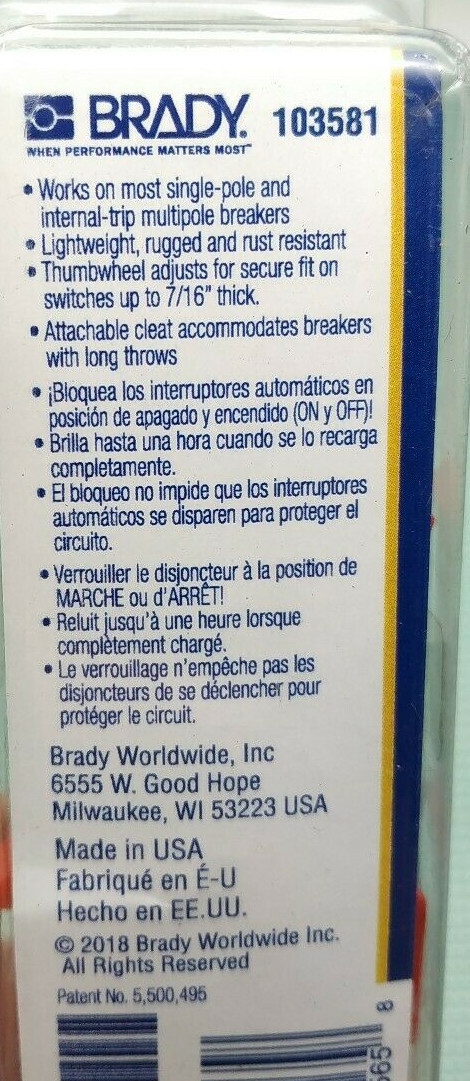 BRADY. 103581
WHEN PERFORMANCE MATTERS MOST™
• Works on most single-pole and
internal-trip multipole breakers
• Lightweight, rugged and rust resistant
• Thumbwheel adjusts for secure fit on
switches up to 7/16" thick.
• Attachable cleat accommodates breakers
with long throws
• ¡Bloquea los interruptores automáticos en
posición de apagado y encendido (ON y OFF)!
• Brilla hasta una hora cuando se lo recarga
completamente.
• El bloqueo no impide que los interruptores
automáticos se disparen para proteger el
circuito.
• Verrouiller le disjoncteur à la position de
MARCHE ou d'ARRÊT!
• Reluit jusqu'à une heure lorsque
complètement chargé.
• Le verrouillage n'empêche pas les
disjoncteurs de se déclencher pour
protéger le circuit.
Brady Worldwide, Inc
6555 W. Good Hope
Milwaukee, WI 53223 USA
Made in USA
Fabriqué en É-U
Hecho en EE.UU.
© 2018 Brady Worldwide Inc.
All Rights Reserved
Patent No. 5,500,495
65 8